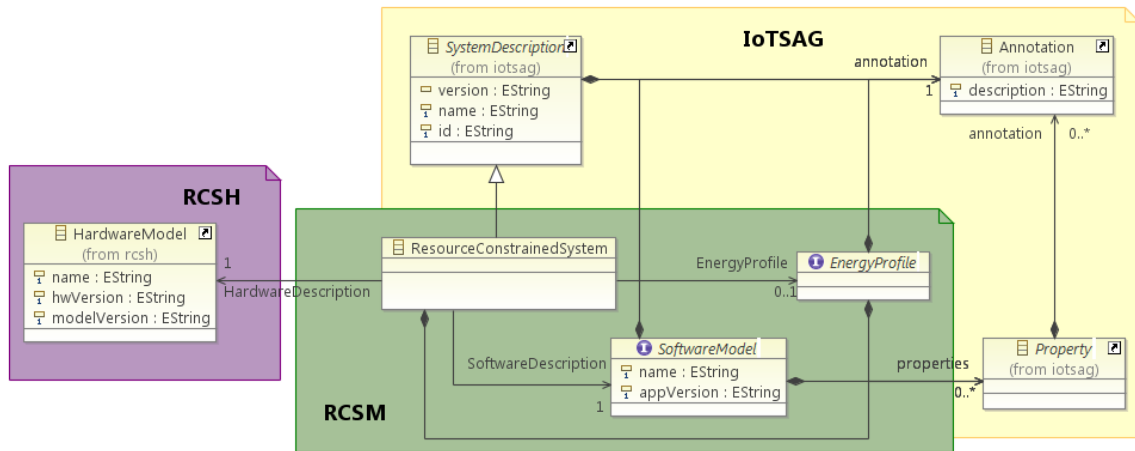 IoTSAG
SystemDescription
(from iotsag)
version : EString
name : EString
id : EString
annotation
1
Annotation
(from iotsag)
description : EString
annotation
0..*
RCSH
HardwareModel
(from rcsh)
name : EString
hwVersion : EString
modelVersion : EString
1
HardwareDescription
ResourceConstrainedSystem
EnergyProfile
0..1
EnergyProfile
SoftwareDescription
1
SoftwareModel
name : EString
appVersion : EString
properties
0..*
Property
(from iotsag)
RCSM